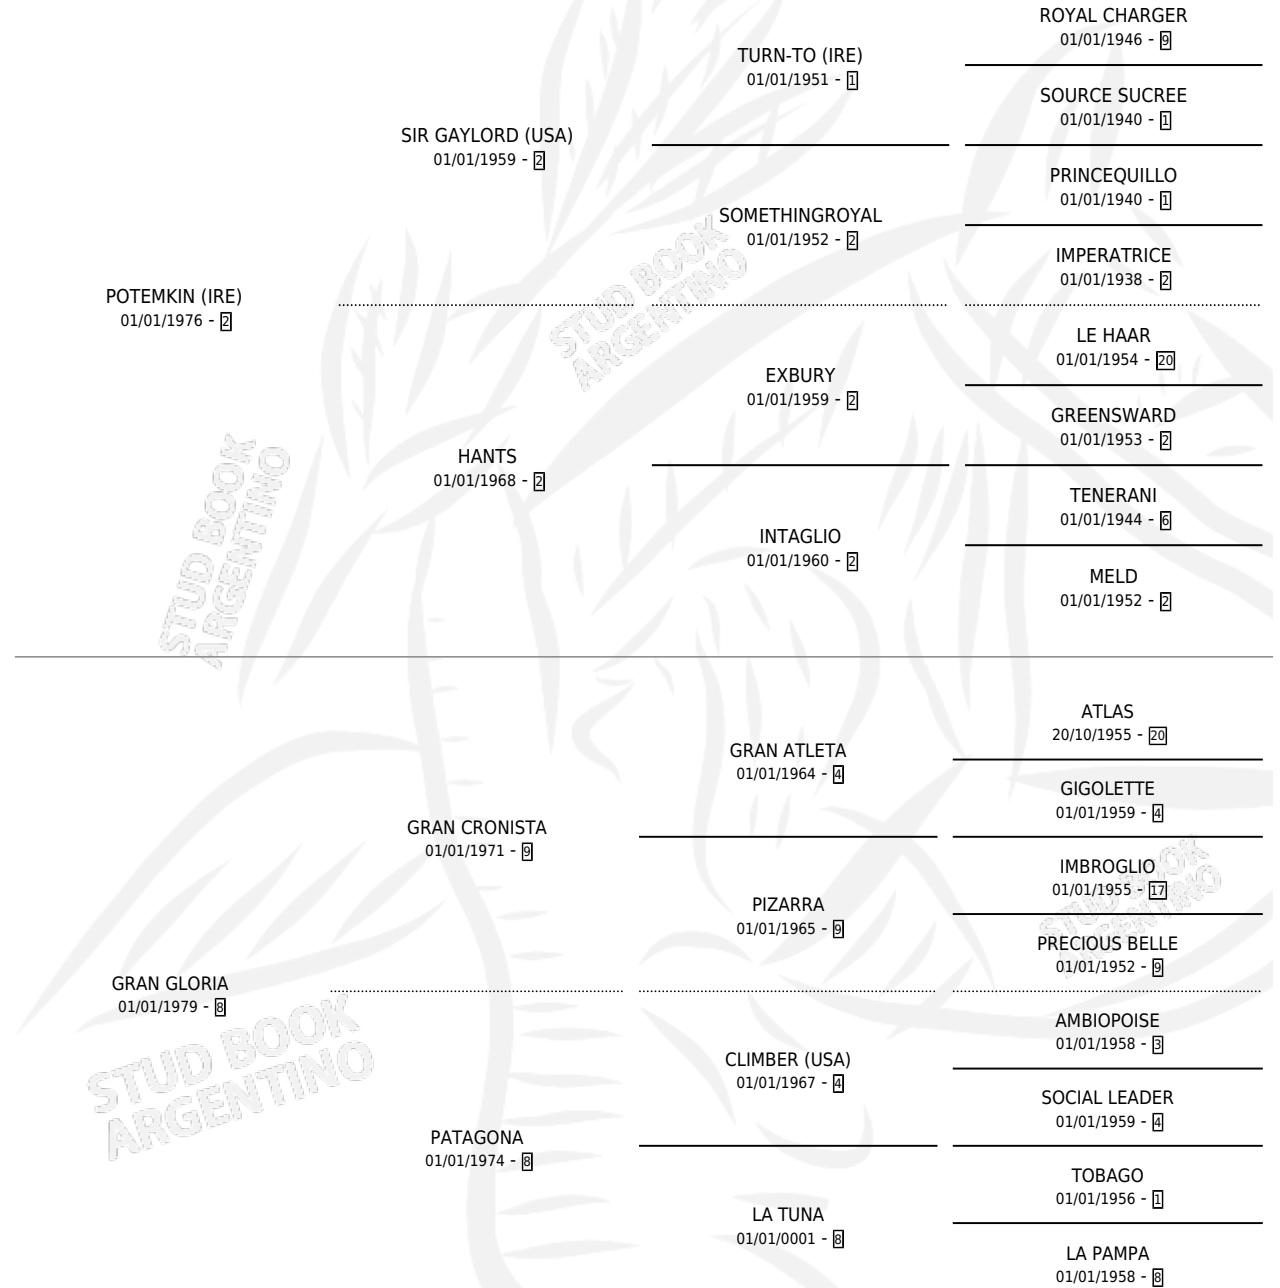 ROYAL CHARGER
01/01/1946 - 9
TURN-TO (IRE)
01/01/1951 - 1
SOURCE SUCREE
01/01/1940 - 1
SIR GAYLORD (USA)
01/01/1959 - 2
PRINCEQUILLO
01/01/1940 - 1
SOMETHINGROYAL
01/01/1952 - 2
IMPERATRICE
01/01/1938 - 2
POTEMKIN (IRE)
01/01/1976 - 2
LE HAAR
01/01/1954 - 20
EXBURY
01/01/1959 - 2
GREENSWARD
01/01/1953 - 2
HANTS
01/01/1968 - 2
TENERANI
01/01/1944 - 6
INTAGLIO
01/01/1960 - 2
MELD
01/01/1952 - 2
ATLAS
20/10/1955 - 20
GRAN ATLETA
01/01/1964 - 4
GIGOLETTE
01/01/1959 - 4
GRAN CRONISTA
01/01/1971 - 9
IMBROGLIO
01/01/1955 - 17
PIZARRA
01/01/1965 - 9
PRECIOUS BELLE
01/01/1952 - 9
GRAN GLORIA
01/01/1979 - 8
AMBIOPOISE
01/01/1958 - 3
CLIMBER (USA)
01/01/1967 - 4
SOCIAL LEADER
01/01/1959 - 4
PATAGONA
01/01/1974 - 8
TOBAGO
01/01/1956 - 1
LA TUNA
01/01/0001 - 8
LA PAMPA
01/01/1958 - 8
STUD BOOK
ARGENTINO
STUD BOOK
ARGENTINO
STUD BOOK
ARGENTINO
STUD BOOK
ARGENTINO